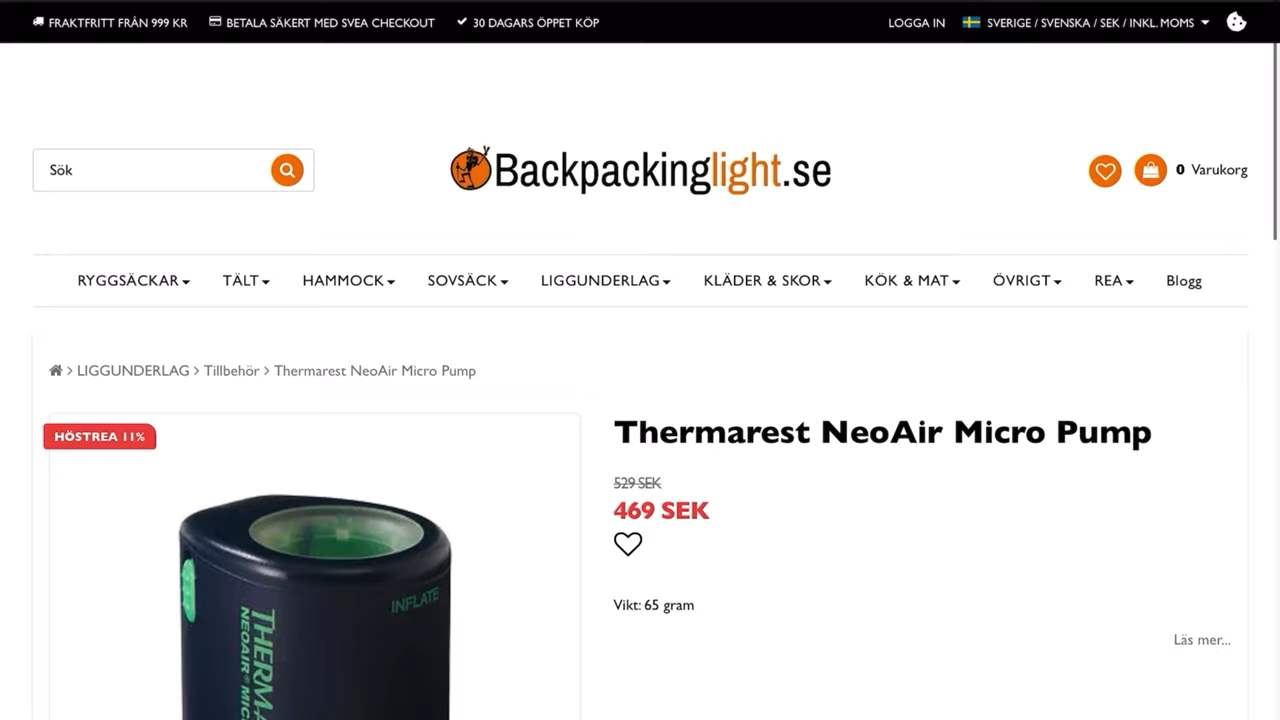 FRAKTFRITT FRÅN 999 KR BETALA SÄKERT MED SVEA CHECKOUT 30 DAGARS ÖPPET KÖP LOGGA IN SVERIGE / SVENSKA / SEK / INKL. MOMS
Sök
Backpackinglight.se
0 Varukorg
RYGGSÄCKAR TÄLT HAMMOCK SOVSÄCK LIGGUNDERLAG KLÄDER & SKOR KÖK & MAT ÖVRIGT REA Blogg
LIGGUNDERLAG > Tillbehör > Thermarest NeoAir Micro Pump
HÖSTREA 11%
Thermarest NeoAir Micro Pump
529 SEK
469 SEK
Vikt: 65 gram
Läs mer...
INFLATE